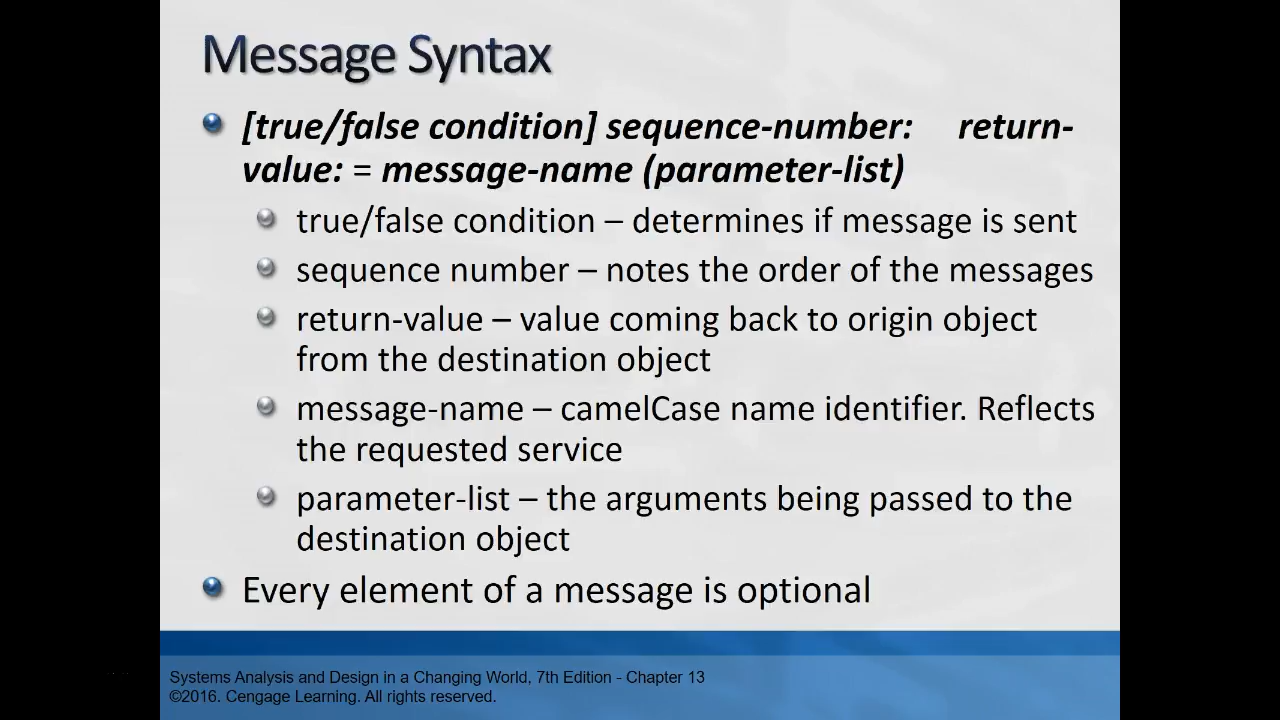 Message Syntax
[true/false condition] sequence-number: return-
value: = message-name (parameter-list)
true/false condition – determines if message is sent
sequence number – notes the order of the messages
return-value – value coming back to origin object
from the destination object
message-name – camelCase name identifier. Reflects
the requested service
parameter-list – the arguments being passed to the
destination object
Every element of a message is optional
Systems Analysis and Design in a Changing World, 7th Edition - Chapter 13
©2016. Cengage Learning. All rights reserved.